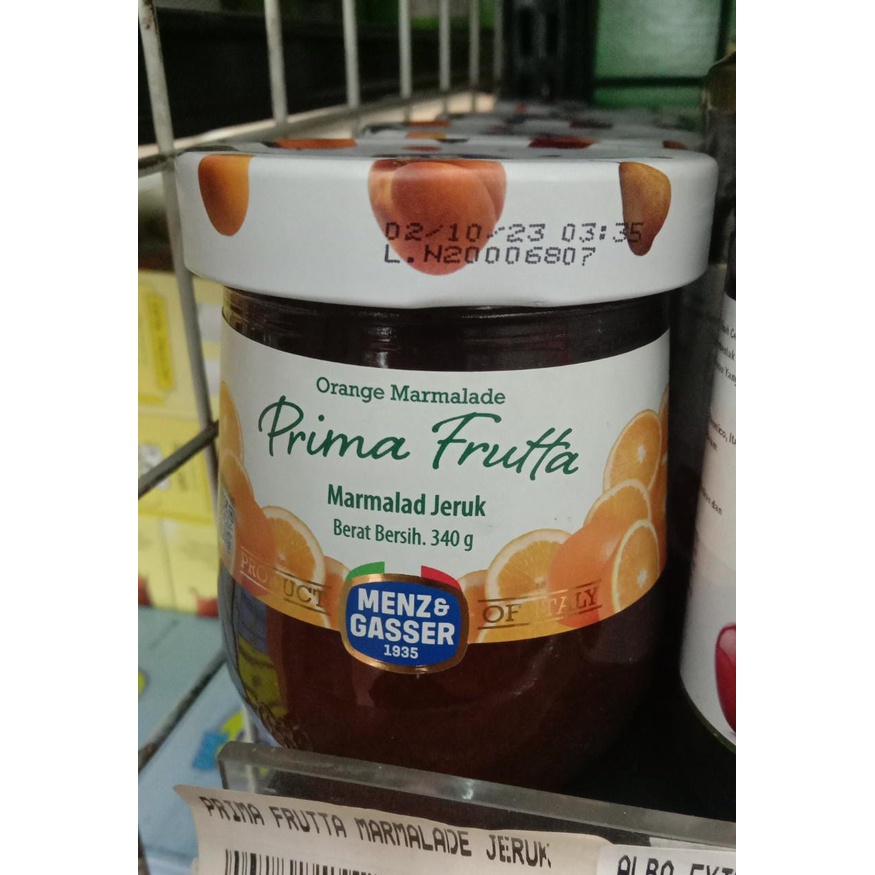 02/10/23 03:35
L.N20006807
Orange Marmalade
Prima Frutta
Marmalad Jeruk
Berat Bersih. 340 g
PRODUCT OF ITALY
MENZ&
GASSER
1935
PRIMA FRUTTA MARMALADE JERUK